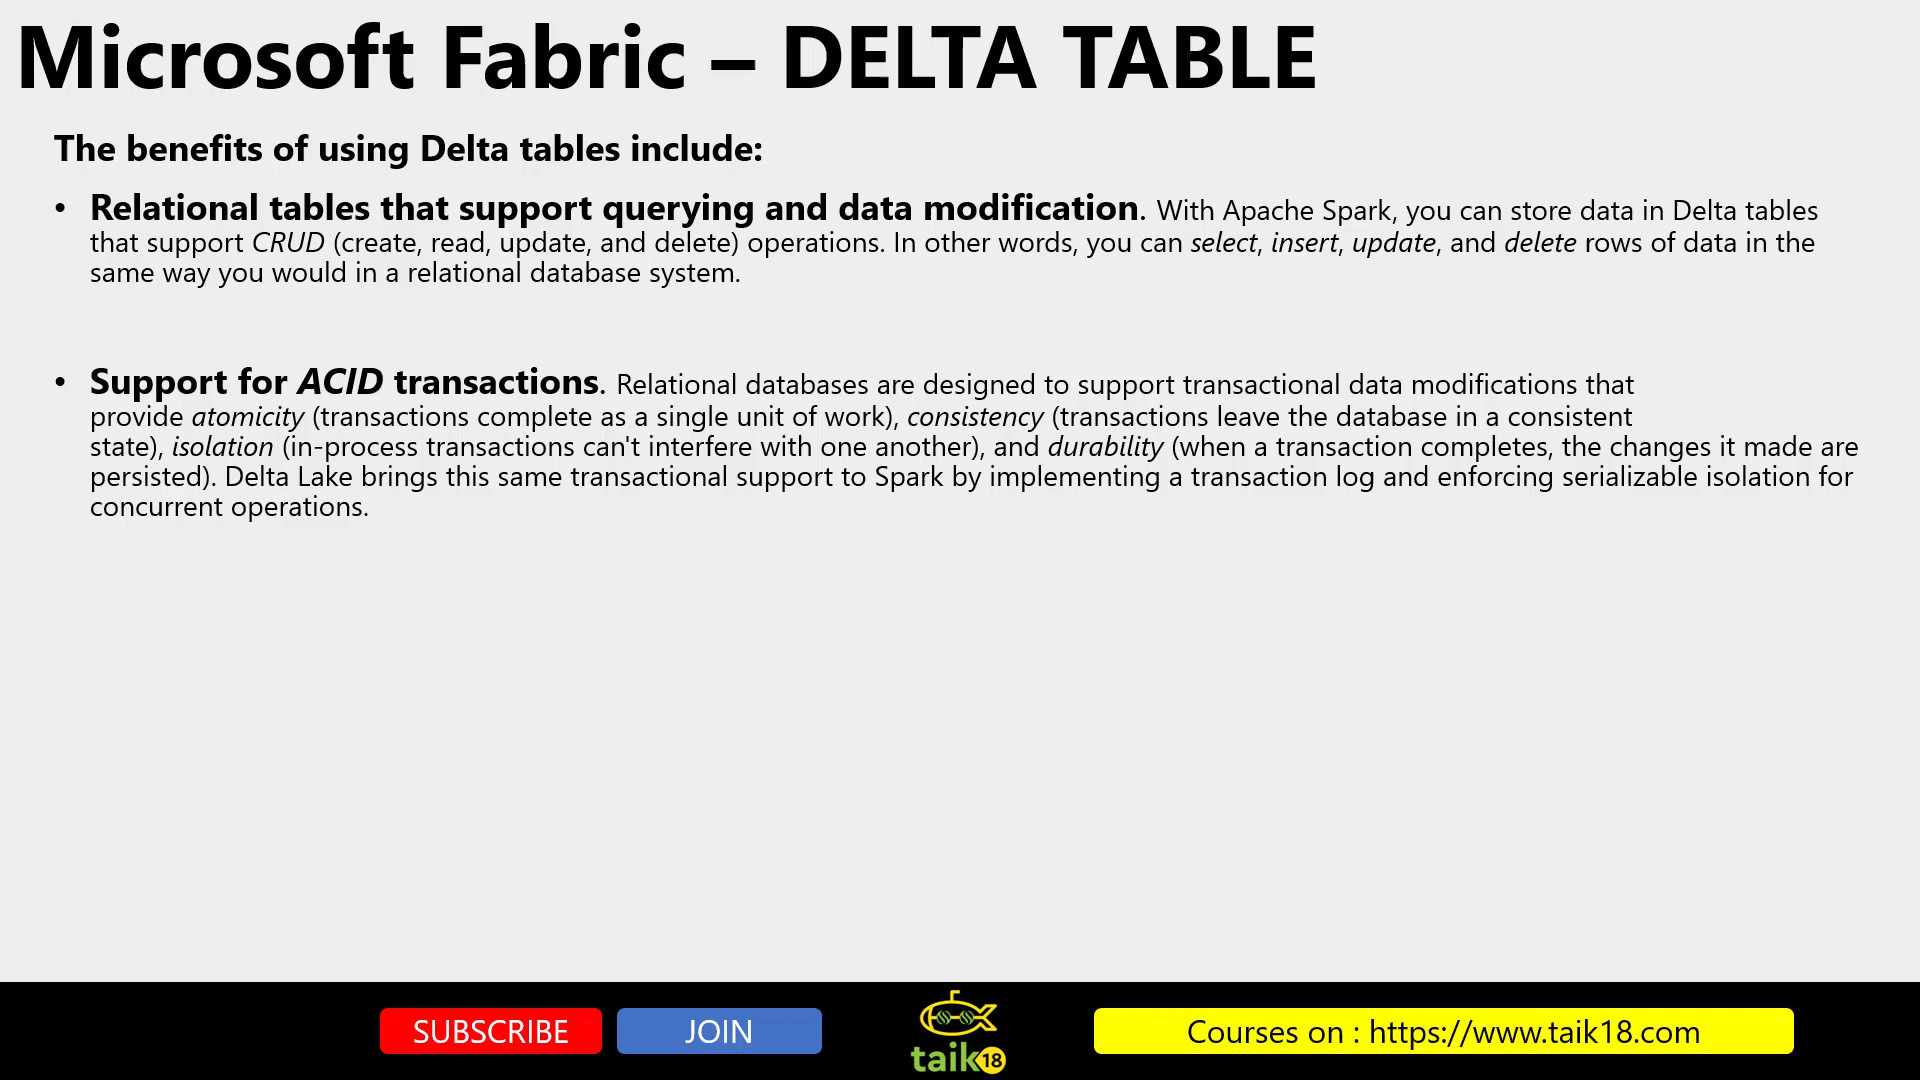 Microsoft Fabric – DELTA TABLE
The benefits of using Delta tables include:
• Relational tables that support querying and data modification. With Apache Spark, you can store data in Delta tables
that support CRUD (create, read, update, and delete) operations. In other words, you can select, insert, update, and delete rows of data in the
same way you would in a relational database system.
• Support for ACID transactions. Relational databases are designed to support transactional data modifications that
provide atomicity (transactions complete as a single unit of work), consistency (transactions leave the database in a consistent
state), isolation (in-process transactions can't interfere with one another), and durability (when a transaction completes, the changes it made are
persisted). Delta Lake brings this same transactional support to Spark by implementing a transaction log and enforcing serializable isolation for
concurrent operations.
SUBSCRIBE
JOIN
taik18
Courses on : https://www.taik18.com